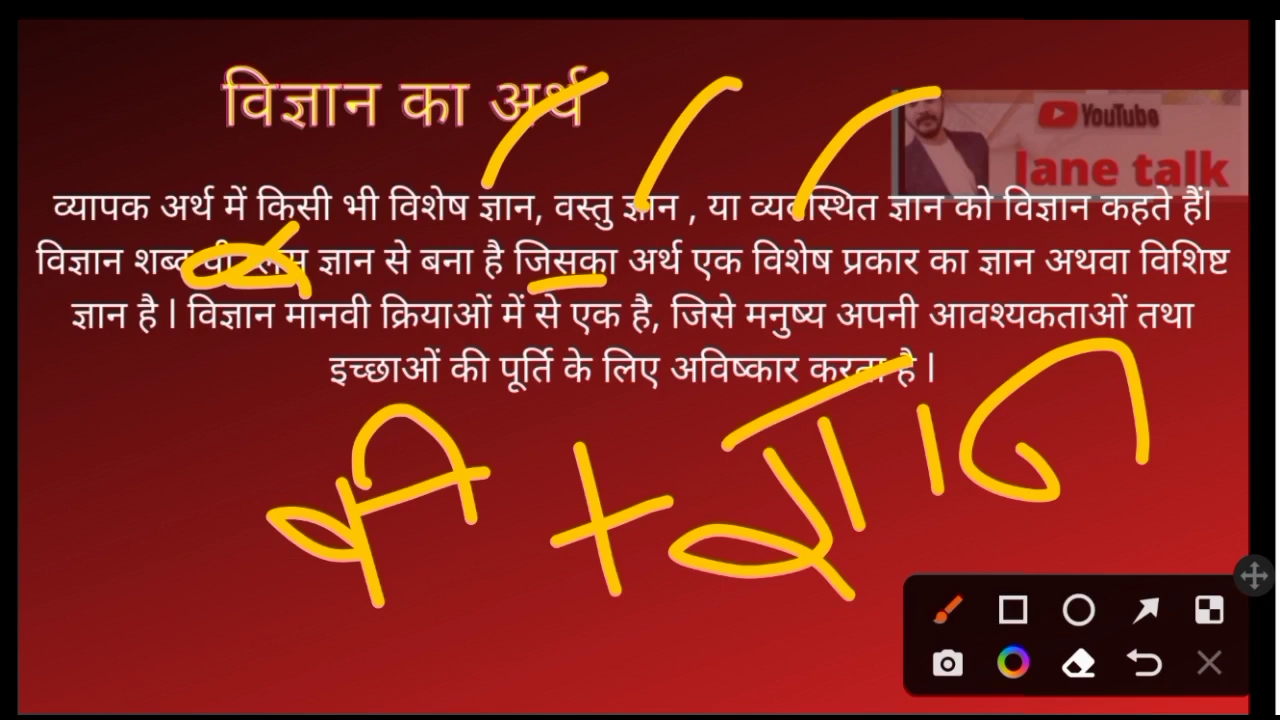 विज्ञान का अर्थ
YouTube
lane talk
व्यापक अर्थ में किसी भी विशेष ज्ञान, वस्तु ज्ञान , या व्यवस्थित ज्ञान को विज्ञान कहते हैं।
विज्ञान शब्द ज्ञान से बना है जिसका अर्थ एक विशेष प्रकार का ज्ञान अथवा विशिष्ट
ज्ञान है । विज्ञान मानवी क्रियाओं में से एक है, जिसे मनुष्य अपनी आवश्यकताओं तथा
इच्छाओं की पूर्ति के लिए अविष्कार करता है ।
वी + ज्ञान